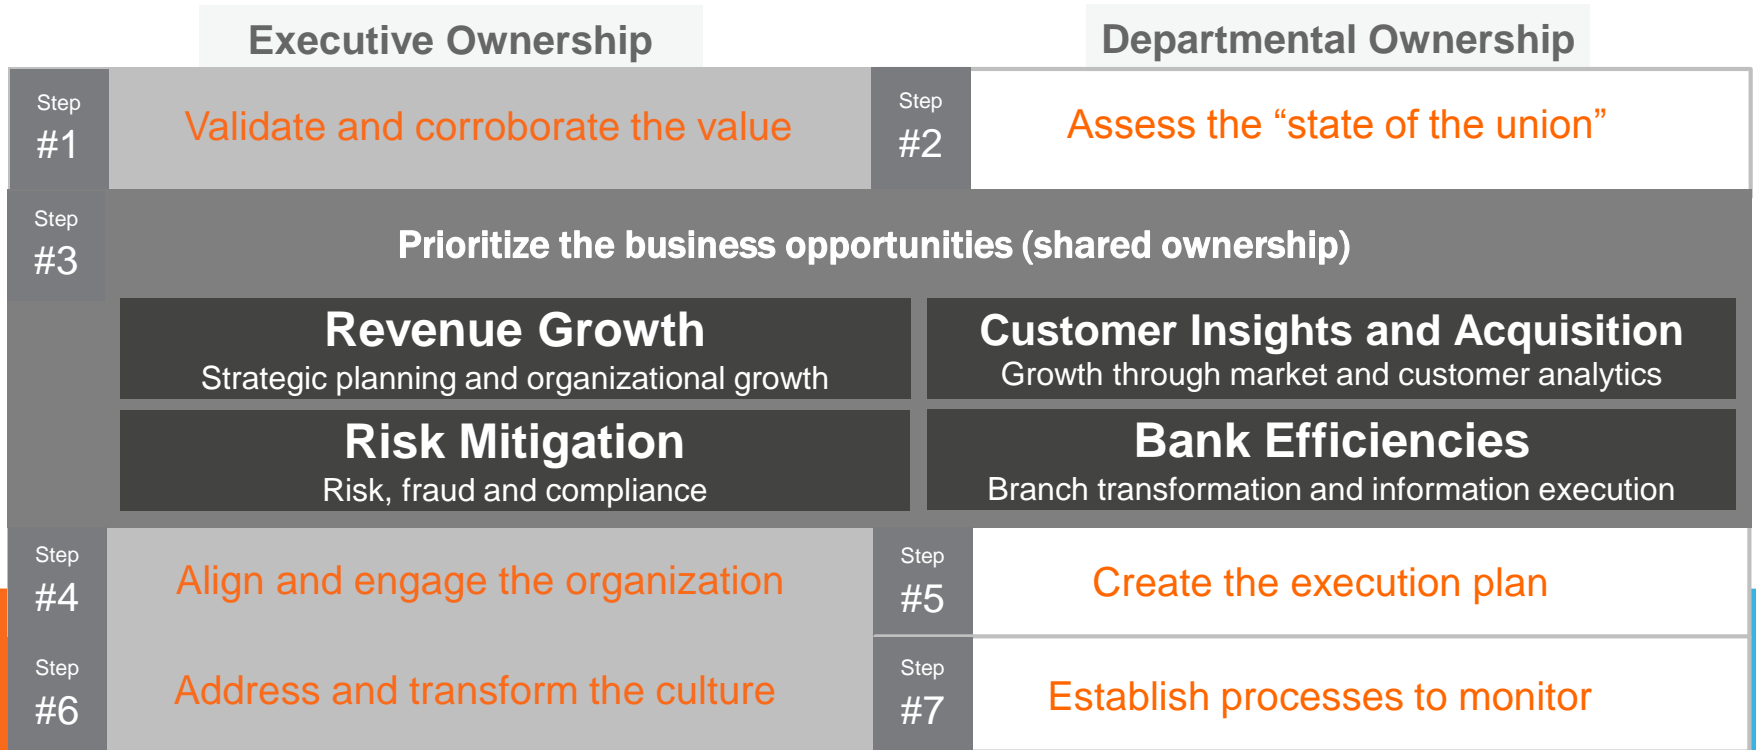 Executive Ownership
Departmental Ownership
Step
#1
Validate and corroborate the value
Step
#2
Assess the “state of the union”
Step
#3
Prioritize the business opportunities (shared ownership)
Revenue Growth
Strategic planning and organizational growth
Customer Insights and Acquisition
Growth through market and customer analytics
Risk Mitigation
Risk, fraud and compliance
Bank Efficiencies
Branch transformation and information execution
Step
#4
Align and engage the organization
Step
#5
Create the execution plan
Step
#6
Address and transform the culture
Step
#7
Establish processes to monitor